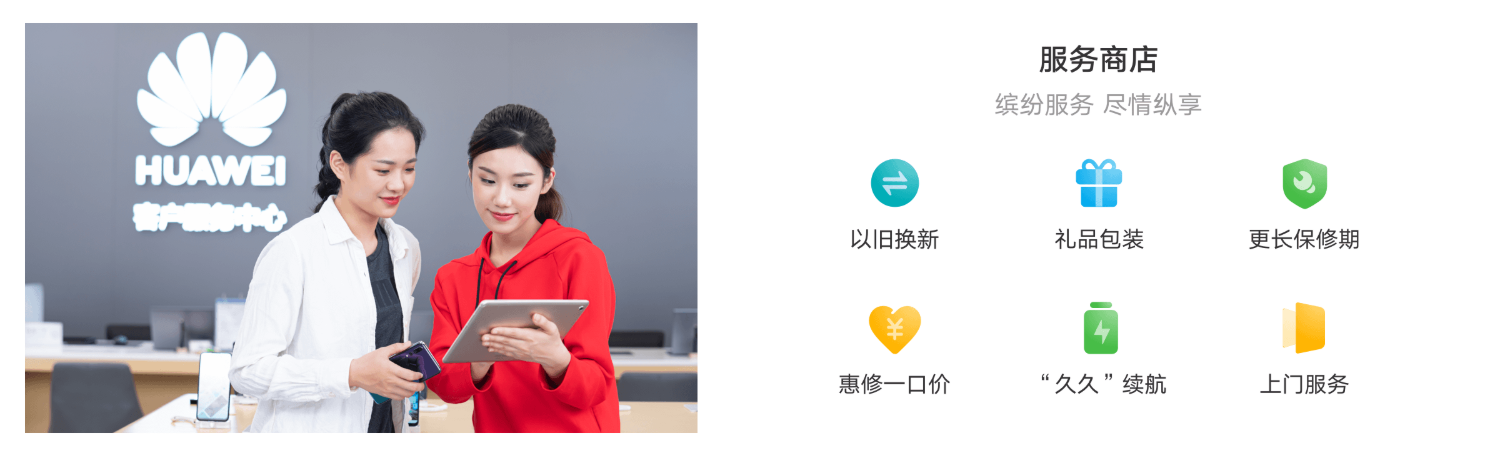 HUAWEI
客户服务中心
服务商店
缤纷服务 尽情纵享
以旧换新
礼品包装
更长保修期
惠修一口价
“久久”续航
上门服务